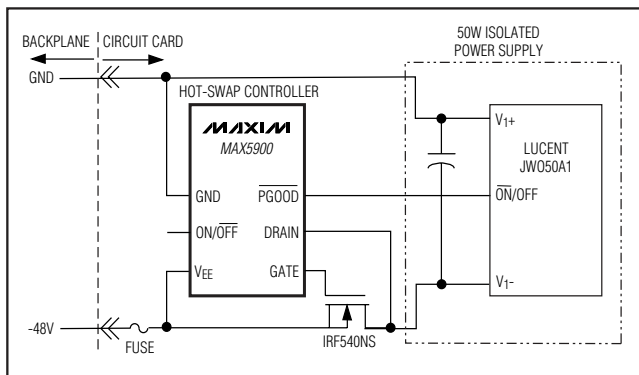 50W ISOLATED
POWER SUPPLY
BACKPLANE
CIRCUIT CARD
GND
HOT-SWAP CONTROLLER
MAXIM
MAX5900
GND
PGOOD
ON/OFF
DRAIN
VEE
GATE
V1+
LUCENT
JWO50A1
ON/OFF
V1-
-48V
FUSE
IRF540NS